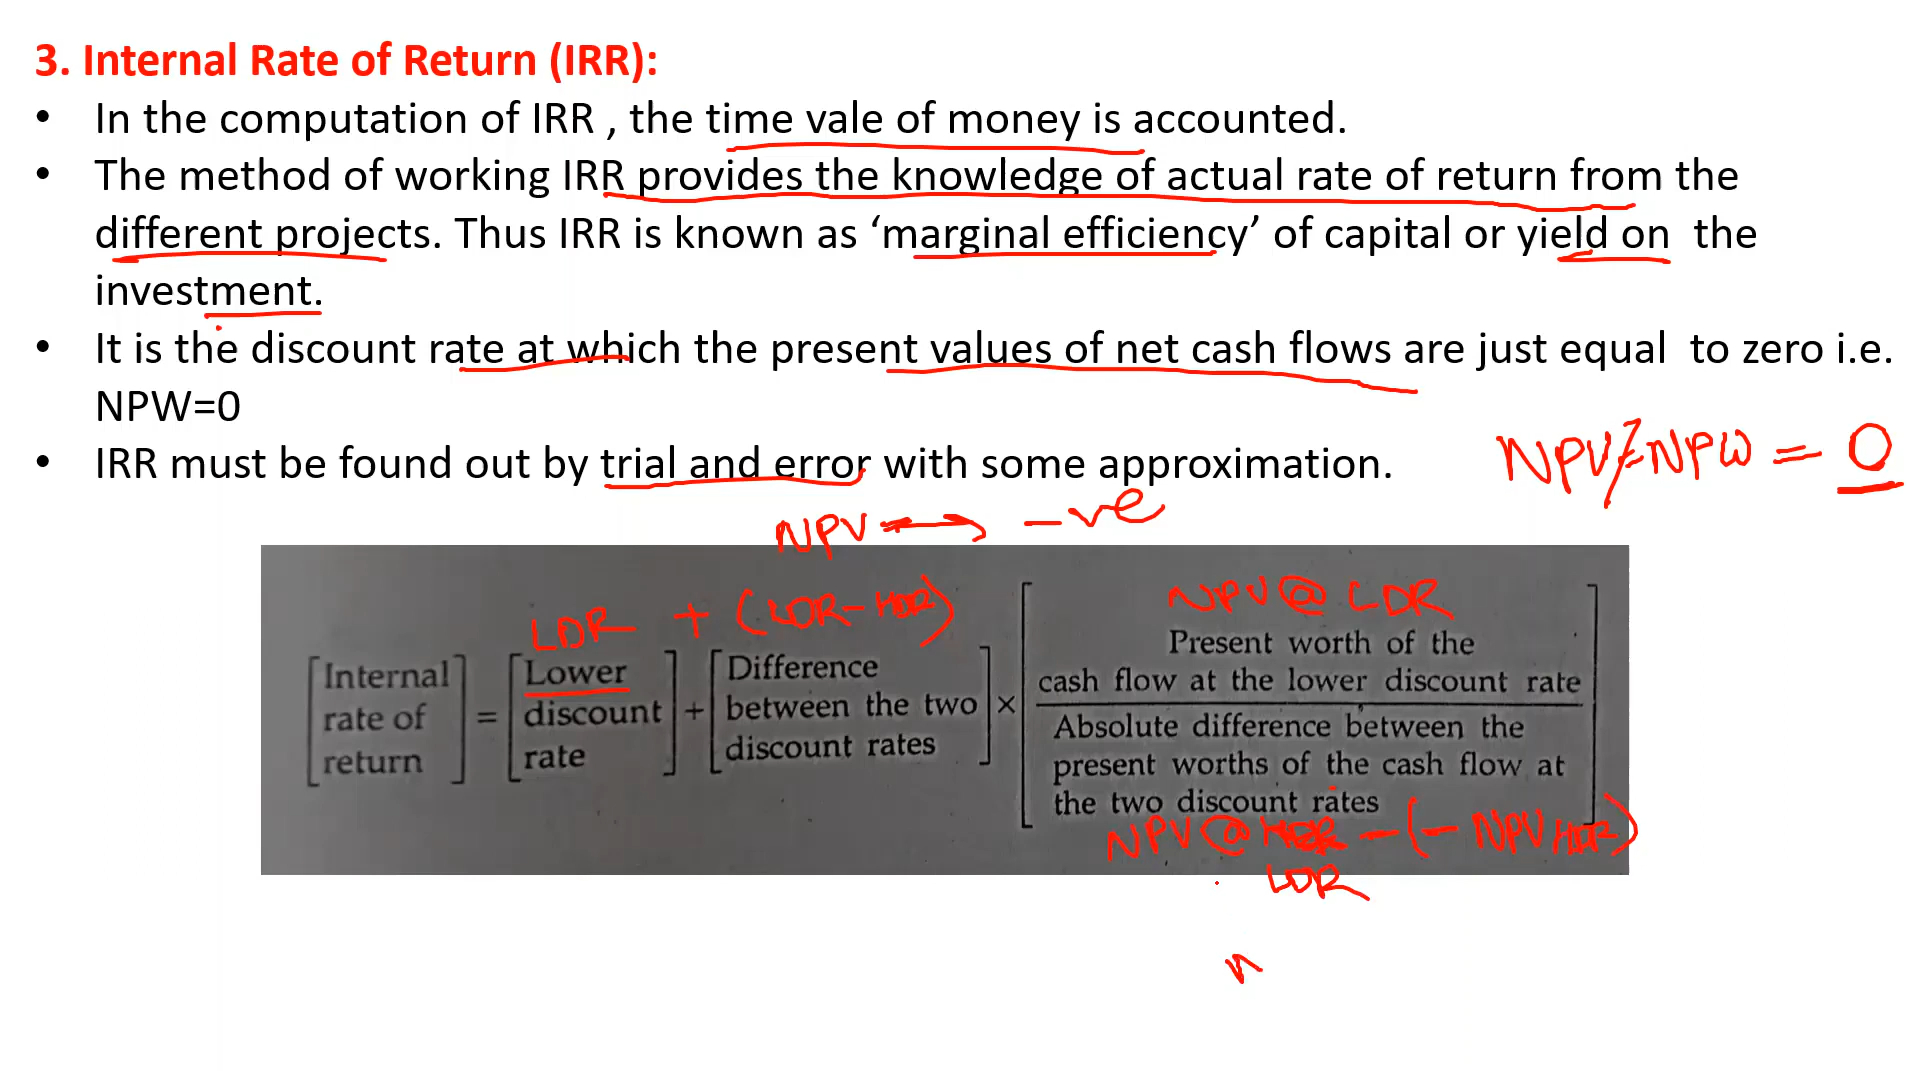 3. Internal Rate of Return (IRR):
• In the computation of IRR , the time vale of money is accounted.
• The method of working IRR provides the knowledge of actual rate of return from the
different projects. Thus IRR is known as ‘marginal efficiency’ of capital or yield on the
investment.
• It is the discount rate at which the present values of net cash flows are just equal to zero i.e.
NPW=0
• IRR must be found out by trial and error with some approximation.
NPV/=NPW = 0
NPV → -ve
LDR + (LDR-HDR)
NPV@LDR
[Internal rate of return] = [Lower discount rate] + [Difference between the two discount rates] ×
Present worth of the
cash flow at the lower discount rate
Absolute difference between the
present worths of the cash flow at
the two discount rates
NPV@HDR - (- NPV HDR)
LDR
n